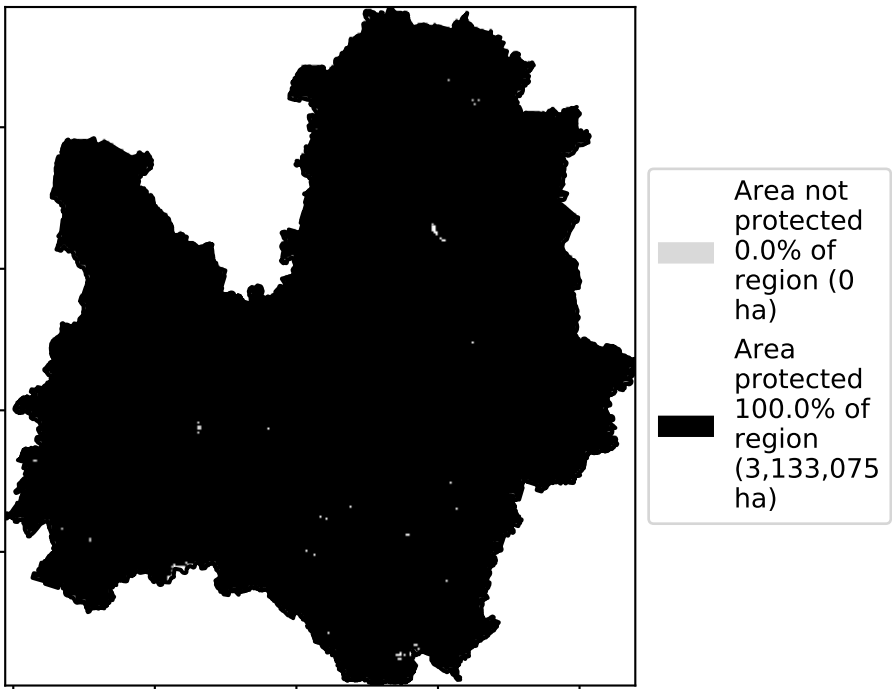 Area not
protected
0.0% of
region (0
ha)
Area
protected
100.0% of
region
(3,133,075
ha)